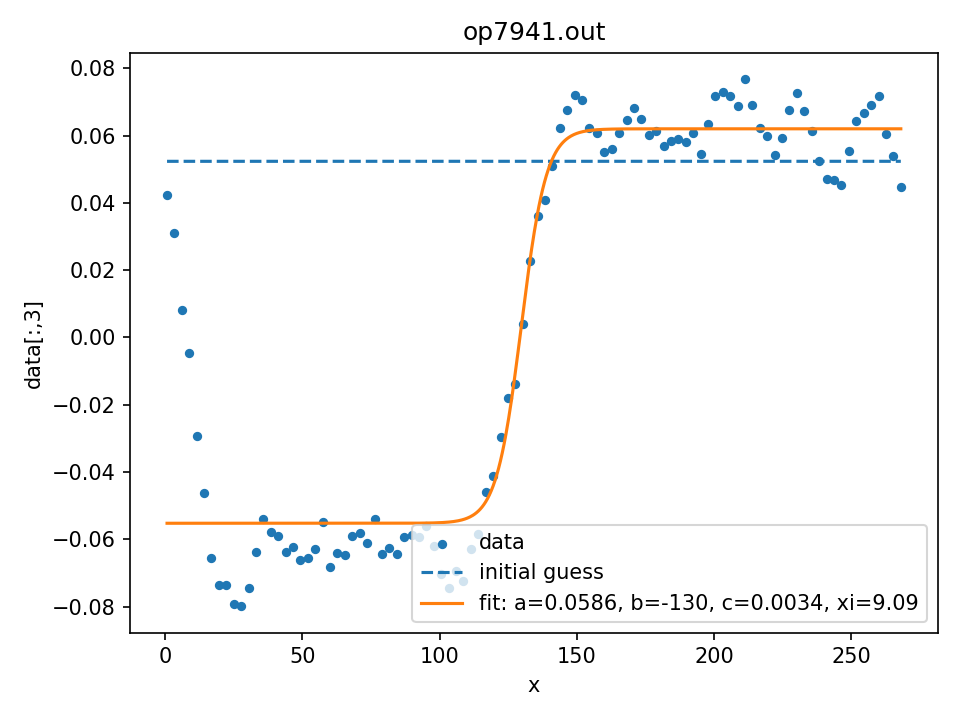 op7941.out
0.08
0.06
0.04
0.02
0.00
−0.02
−0.04
−0.06
−0.08
data[:,3]
data
initial guess
fit: a=0.0586, b=-130, c=0.0034, xi=9.09
0 50 100 150 200 250
x